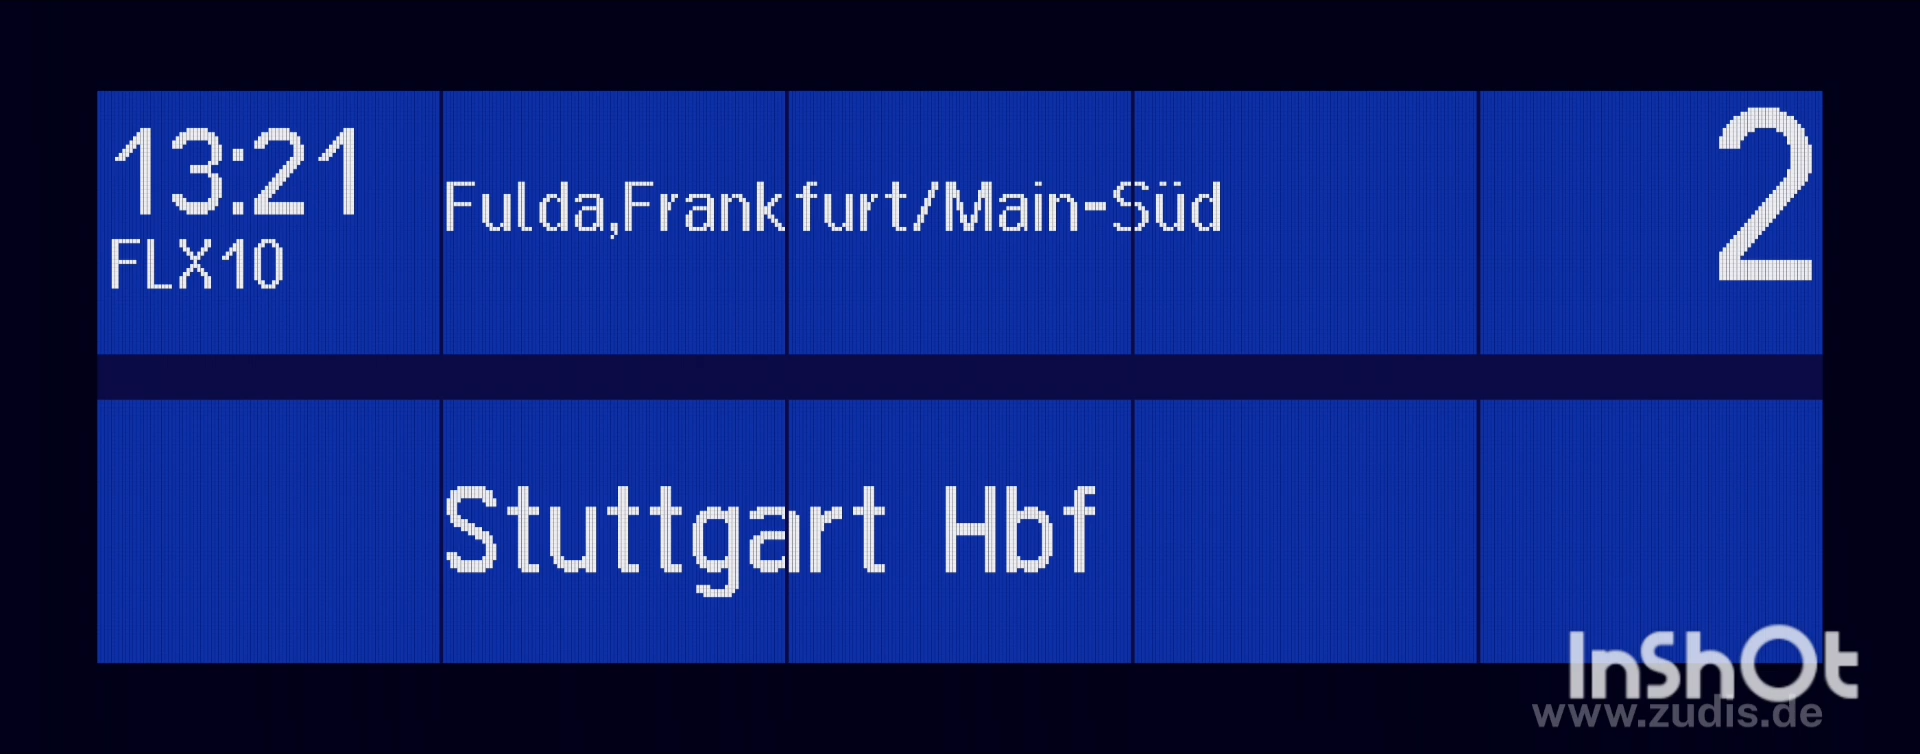 13:21
2
Fulda,Frankfurt/Main-Süd
FLX10
Stuttgart Hbf
InShOt
www.zudis.de